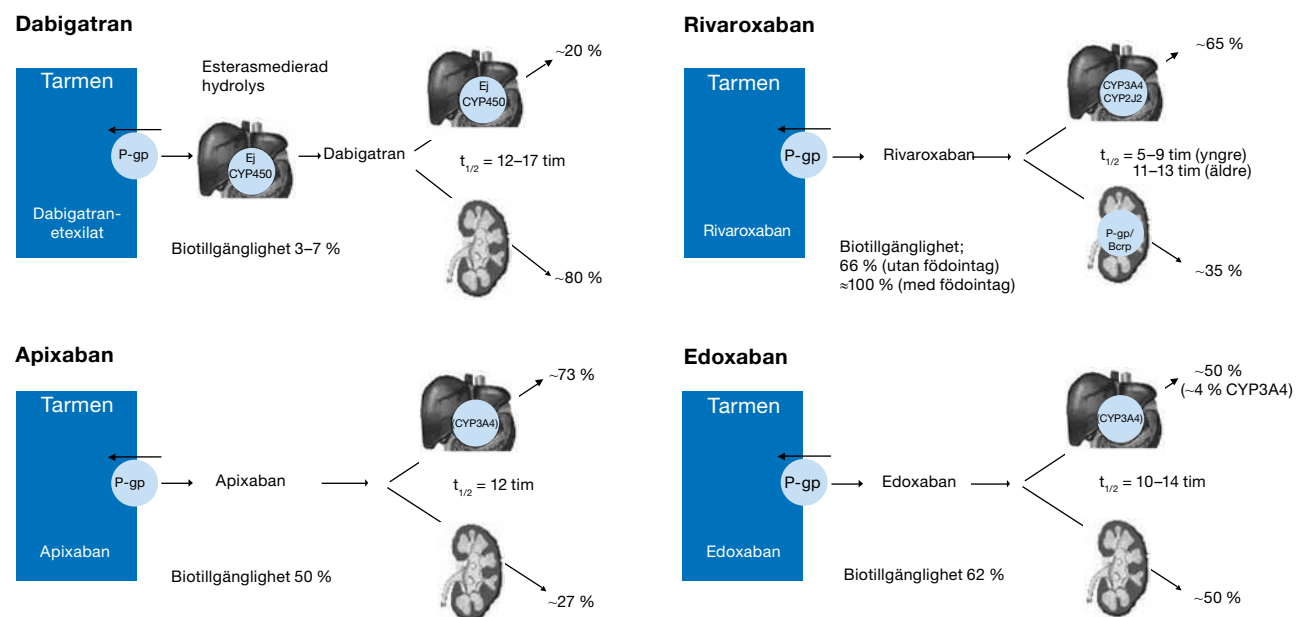 Dabigatran
Tarmen
P-gp
Dabigatran-
etexilat
Esterasmedierad
hydrolys
Ej
CYP450
Dabigatran
Biotillgänglighet 3–7 %
Ej
CYP450
~20 %
t1/2 = 12–17 tim
~80 %
Rivaroxaban
Tarmen
P-gp
Rivaroxaban
Rivaroxaban
Biotillgänglighet;
66 % (utan födointag)
≈100 % (med födointag)
CYP3A4
CYP2J2
~65 %
t1/2 = 5–9 tim (yngre)
11–13 tim (äldre)
P-gp/
Bcrp
~35 %
Apixaban
Tarmen
P-gp
Apixaban
Apixaban
Biotillgänglighet 50 %
(CYP3A4)
~73 %
t1/2 = 12 tim
~27 %
Edoxaban
Tarmen
P-gp
Edoxaban
Edoxaban
Biotillgänglighet 62 %
(CYP3A4)
~50 %
(~4 % CYP3A4)
t1/2 = 10–14 tim
~50 %